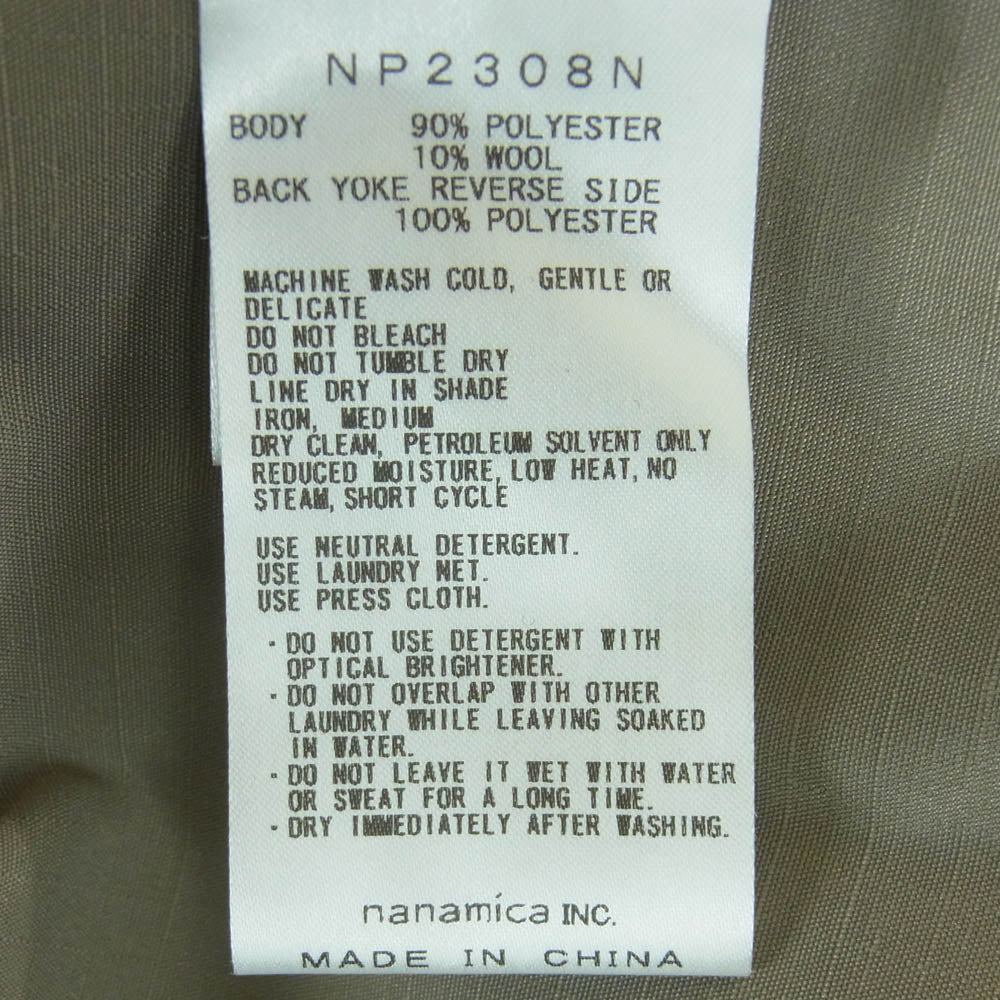 NP2308N
BODY 90% POLYESTER
10% WOOL
BACK YOKE REVERSE SIDE
100% POLYESTER
MACHINE WASH COLD, GENTLE OR
DELICATE
DO NOT BLEACH
DO NOT TUMBLE DRY
LINE DRY IN SHADE
IRON, MEDIUM
DRY CLEAN, PETROLEUM SOLVENT ONLY
REDUCED MOISTURE, LOW HEAT, NO
STEAM, SHORT CYCLE
USE NEUTRAL DETERGENT.
USE LAUNDRY NET.
USE PRESS CLOTH.
・DO NOT USE DETERGENT WITH
OPTICAL BRIGHTENER.
・DO NOT OVERLAP WITH OTHER
LAUNDRY WHILE LEAVING SOAKED
IN WATER.
・DO NOT LEAVE IT WET WITH WATER
OR SWEAT FOR A LONG TIME.
・DRY IMMEDIATELY AFTER WASHING.
nanamíca INC.
MADE IN CHINA